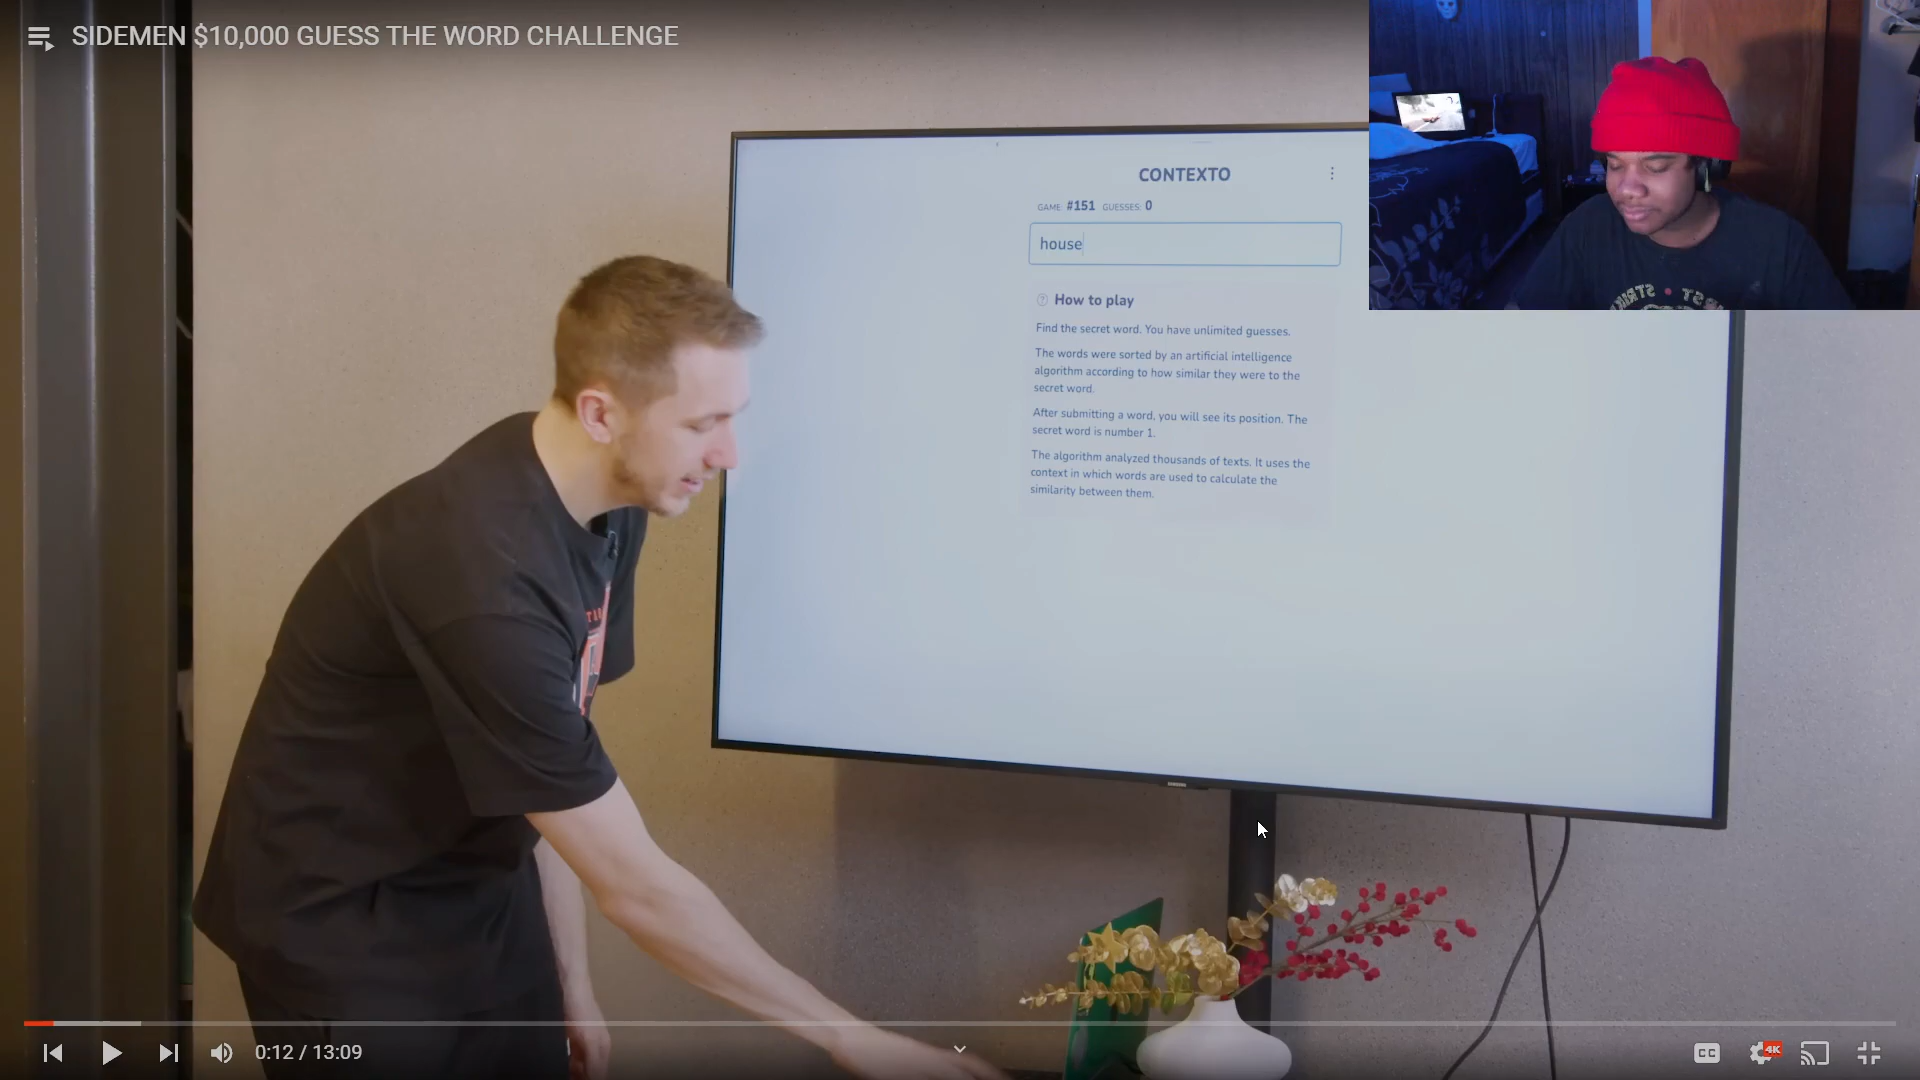 SIDEMEN $10,000 GUESS THE WORD CHALLENGE
CONTEXTO
GAME: #151 GUESSES: 0
house
How to play
Find the secret word. You have unlimited guesses.
The words were sorted by an artificial intelligence
algorithm according to how similar they were to the
secret word.
After submitting a word, you will see its position. The
secret word is number 1.
The algorithm analyzed thousands of texts. It uses the
context in which words are used to calculate the
similarity between them.
0:12 / 13:09
CC
4K